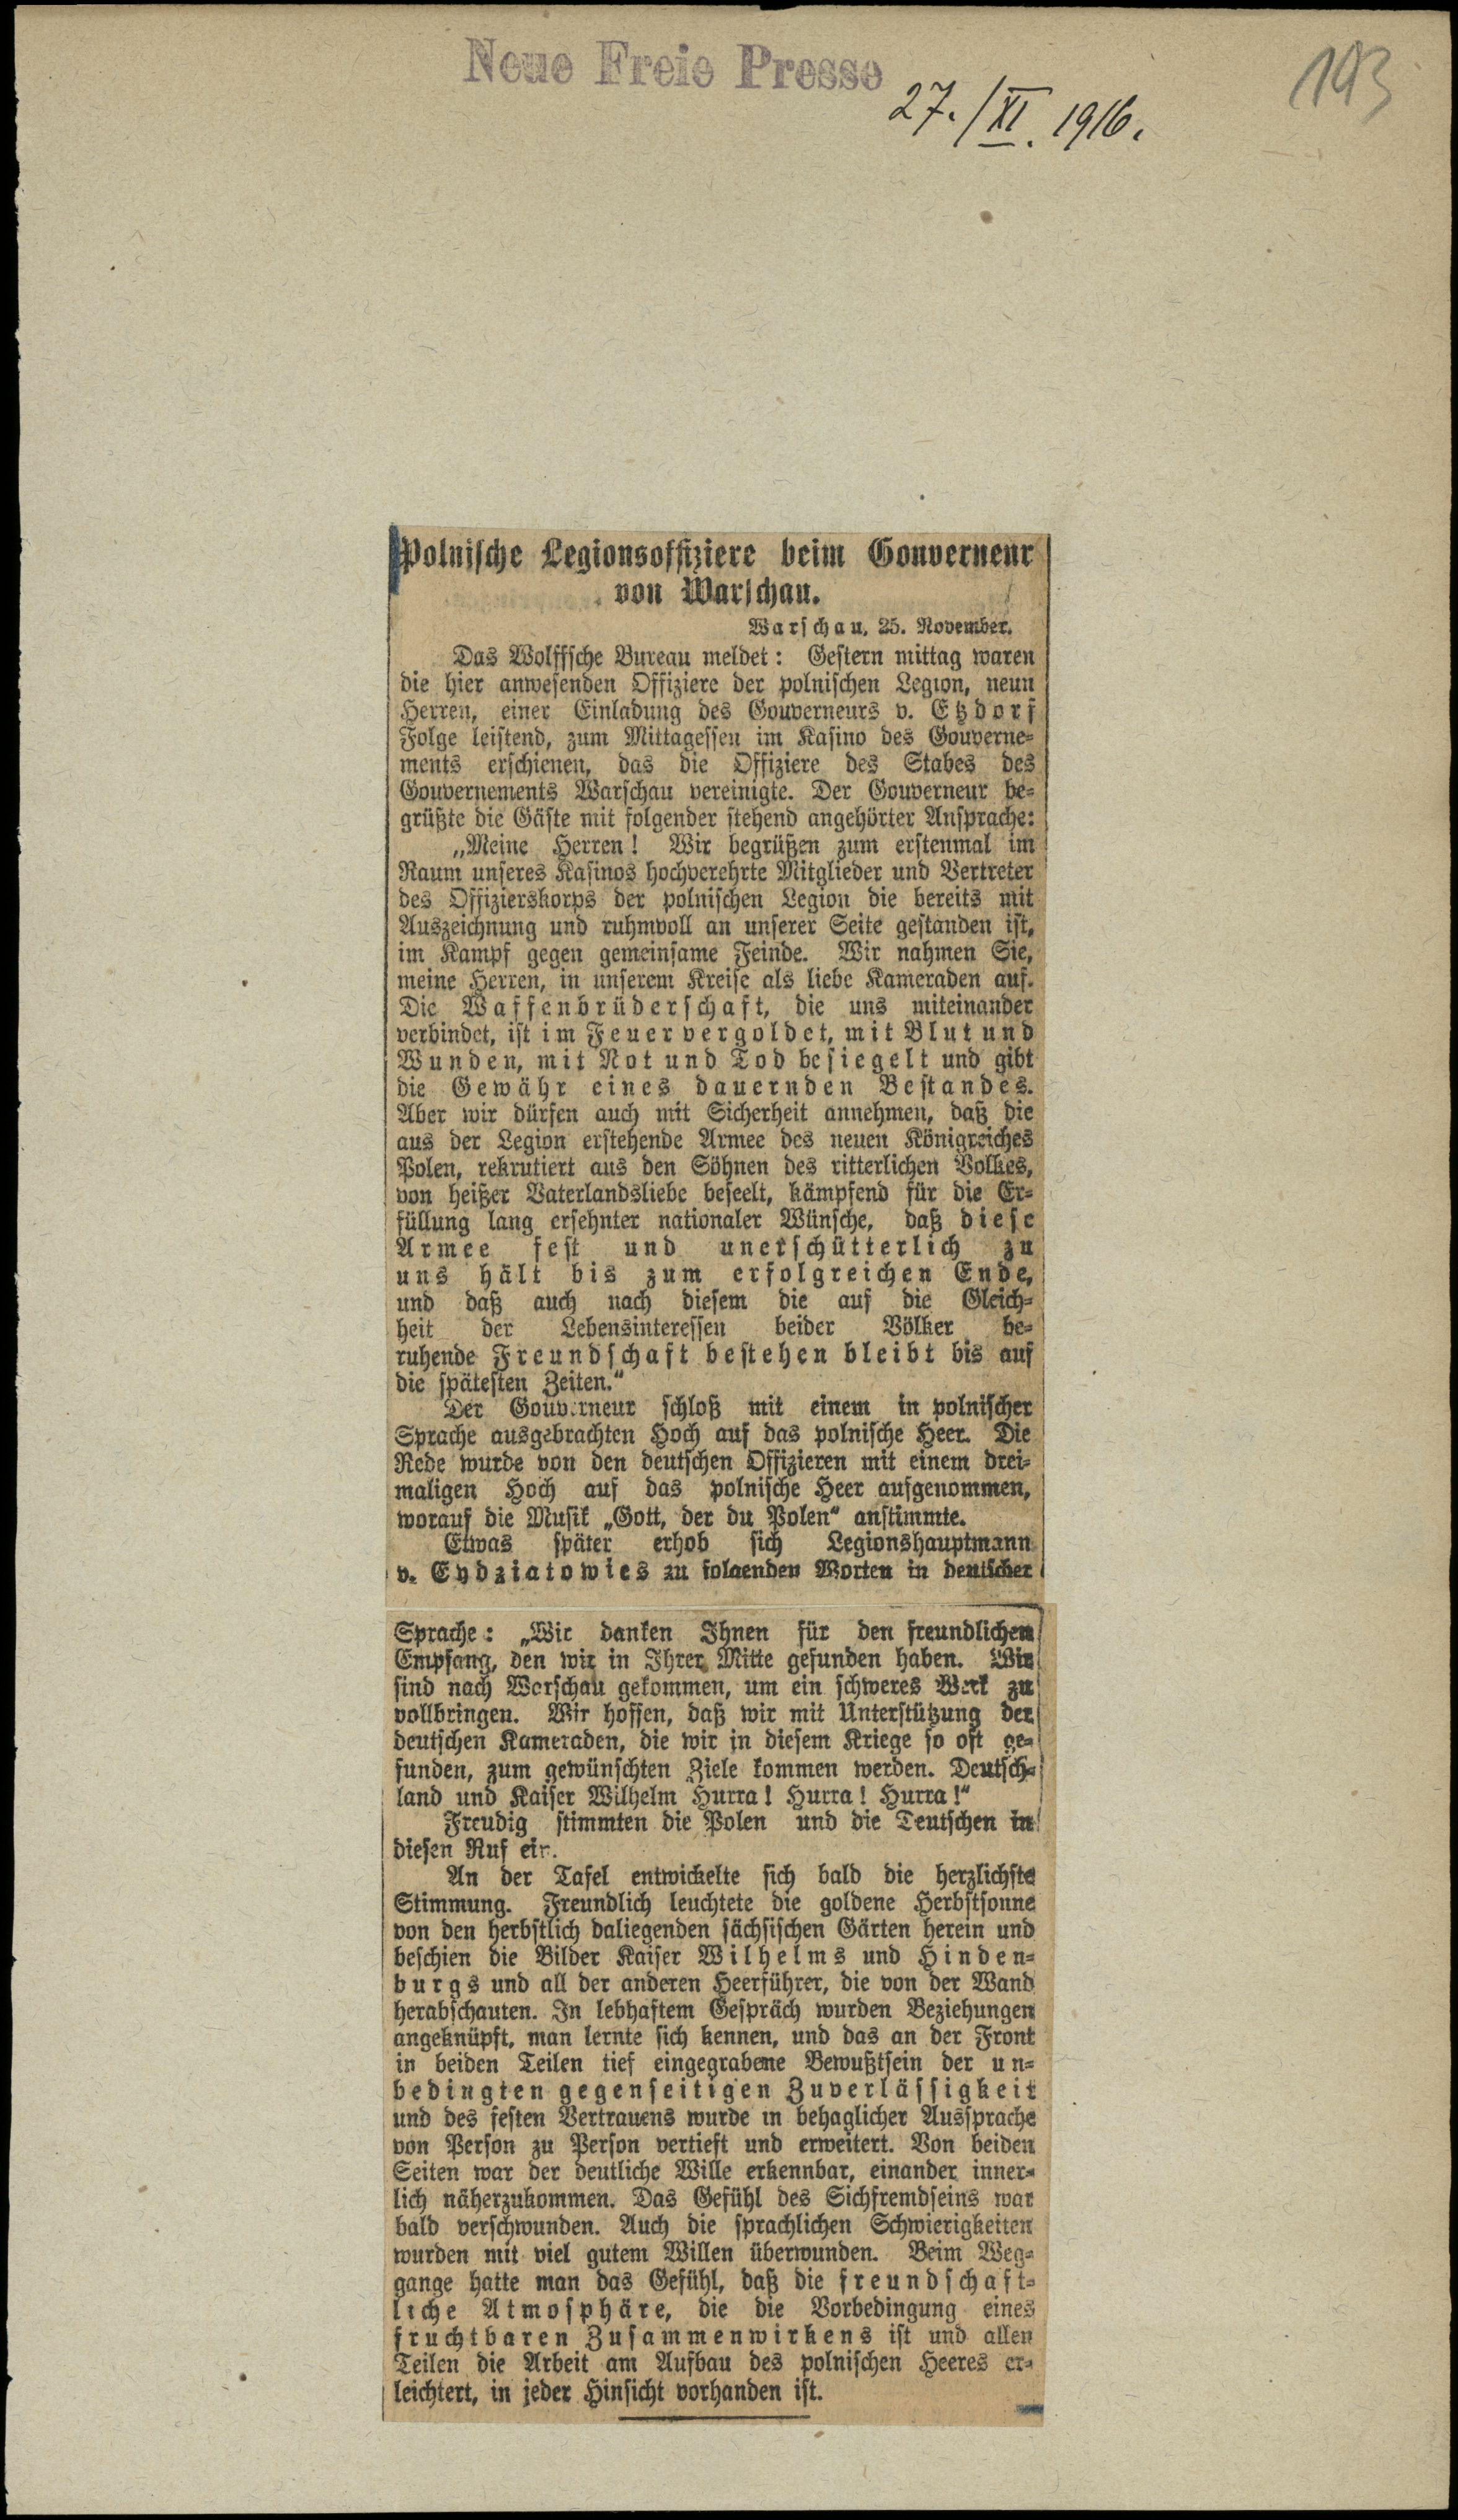 Neue Freie Presse
27./XI. 1916.
193
Polnische Legionsoffiziere beim Gouverneur
von Warschau.
Warschau, 25. November.
Das Wolffsche Bureau meldet: Gestern mittag waren
die hier anwesenden Offiziere der polnischen Legion, neun
Herren, einer Einladung des Gouverneurs v. Etzdorf
Folge leistend, zum Mittagessen im Kasino des Gouverne-
ments erschienen, das die Offiziere des Stabes des
Gouvernements Warschau vereinigte. Der Gouverneur be-
grüßte die Gäste mit folgender stehend angehörter Ansprache:
„Meine Herren! Wir begrüßen zum erstenmal im
Raum unseres Kasinos hochverehrte Mitglieder und Vertreter
des Offizierskorps der polnischen Legion die bereits mit
Auszeichnung und ruhmvoll an unserer Seite gestanden ist,
im Kampf gegen gemeinsame Feinde. Wir nahmen Sie,
meine Herren, in unserem Kreise als liebe Kameraden auf.
Die Waffenbrüderschaft, die uns miteinander
verbindet, ist im Feuer vergoldet, mit Blut und
Wunden, mit Not und Tod besiegelt und gibt
die Gewähr eines dauernden Bestandes.
Aber wir dürfen auch mit Sicherheit annehmen, daß die
aus der Legion erstehende Armee des neuen Königreiches
Polen, rekrutiert aus den Söhnen des ritterlichen Volkes,
von heißer Vaterlandsliebe beseelt, kämpfend für die Er-
füllung lang ersehnter nationaler Wünsche, daß diese
Armee fest und unerschütterlich zu
uns hält bis zum erfolgreichen Ende,
und daß auch nach diesem die auf die Gleich-
heit der Lebensinteressen beider Völker be-
ruhende Freundschaft bestehen bleibt bis auf
die spätesten Zeiten.“
Der Gouverneur schloß mit einem in polnischer
Sprache ausgebrachten Hoch auf das polnische Heer. Die
Rede wurde von den deutschen Offizieren mit einem drei-
maligen Hoch auf das polnische Heer aufgenommen,
worauf die Musik „Gott, der du Polen“ anstimmte.
Etwas später erhob sich Legionshauptmann
v. Eydziatowics zu folgenden Worten in deutscher
Sprache: „Wir danken Ihnen für den freundlichen
Empfang, den wir in Ihrer Mitte gefunden haben. Wir
sind nach Warschau gekommen, um ein schweres Werk zu
vollbringen. Wir hoffen, daß wir mit Unterstützung der
deutschen Kameraden, die wir in diesem Kriege so oft ge-
funden, zum gewünschten Ziele kommen werden. Deutsch-
land und Kaiser Wilhelm Hurra! Hurra! Hurra!“
Freudig stimmten die Polen und die Deutschen in
diesen Ruf ein.
An der Tafel entwickelte sich bald die herzlichste
Stimmung. Freundlich leuchtete die goldene Herbstsonne
von den herbstlich daliegenden sächsischen Gärten herein und
beschien die Bilder Kaiser Wilhelms und Hinden-
burgs und all der anderen Heerführer, die von der Wand
herabschauten. In lebhaftem Gespräch wurden Beziehungen
angeknüpft, man lernte sich kennen, und das an der Front
in beiden Teilen tief eingegrabene Bewußtsein der un-
bedingten gegenseitigen Zuverlässigkeit
und des festen Vertrauens wurde in behaglicher Aussprache
von Person zu Person vertieft und erweitert. Von beiden
Seiten war der deutliche Wille erkennbar, einander inner-
lich näherzukommen. Das Gefühl des Sichfremdseins war
bald verschwunden. Auch die sprachlichen Schwierigkeiten
wurden mit viel gutem Willen überwunden. Beim Weg-
gange hatte man das Gefühl, daß die freundschaft-
liche Atmosphäre, die die Vorbedingung eines
fruchtbaren Zusammenwirkens ist und allen
Teilen die Arbeit am Aufbau des polnischen Heeres er-
leichtert, in jeder Hinsicht vorhanden ist.